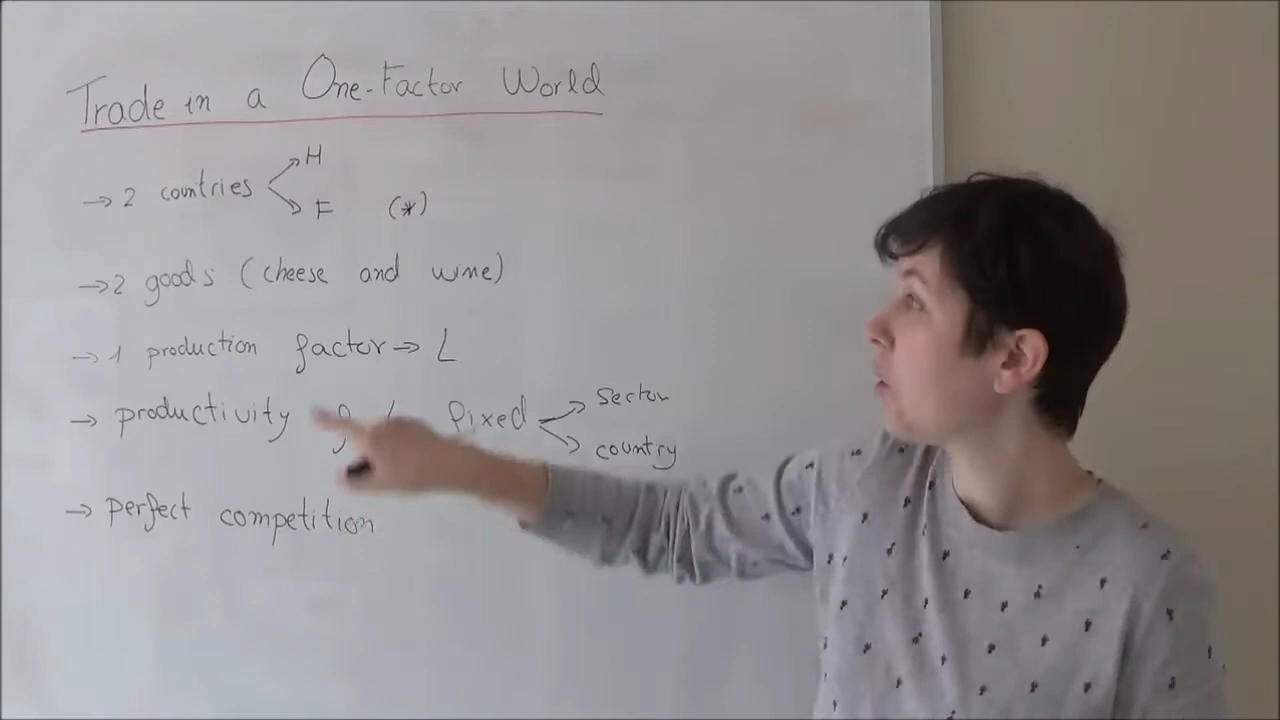 Trade in a One-Factor World
→ 2 countries H
F (*)
→ 2 goods (cheese and wine)
→ 1 production factor → L
→ productivity fixed sector
country
→ perfect competition